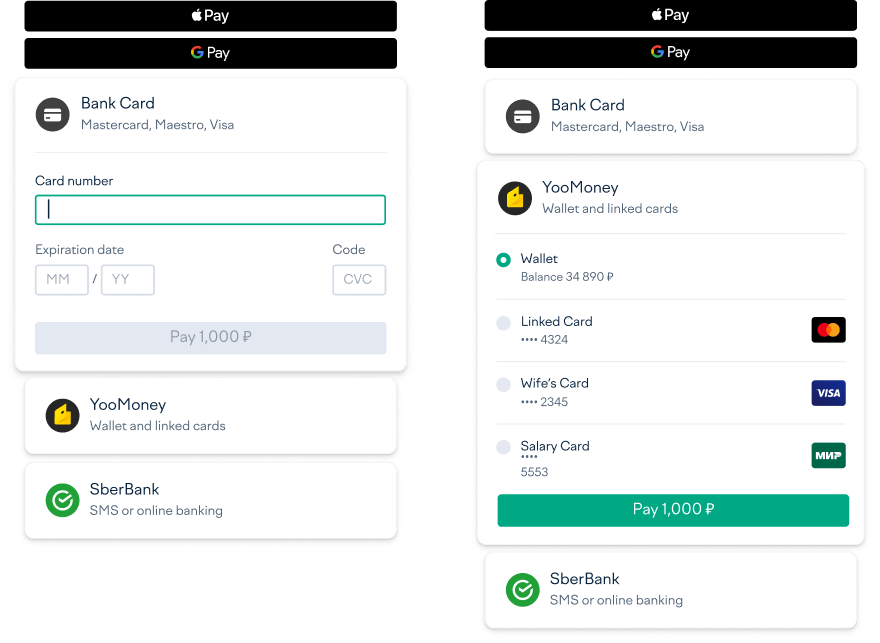 Pay
G Pay
Bank Card
Mastercard, Maestro, Visa
Card number
Expiration date
Code
MM / YY
CVC
Pay 1,000 ₽
YooMoney
Wallet and linked cards
SberBank
SMS or online banking
Pay
G Pay
Bank Card
Mastercard, Maestro, Visa
YooMoney
Wallet and linked cards
Wallet
Balance 34 890 ₽
Linked Card
•••• 4324
Wife's Card
•••• 2345
VISA
Salary Card
••••
5553
МИР
Pay 1,000 ₽
SberBank
SMS or online banking